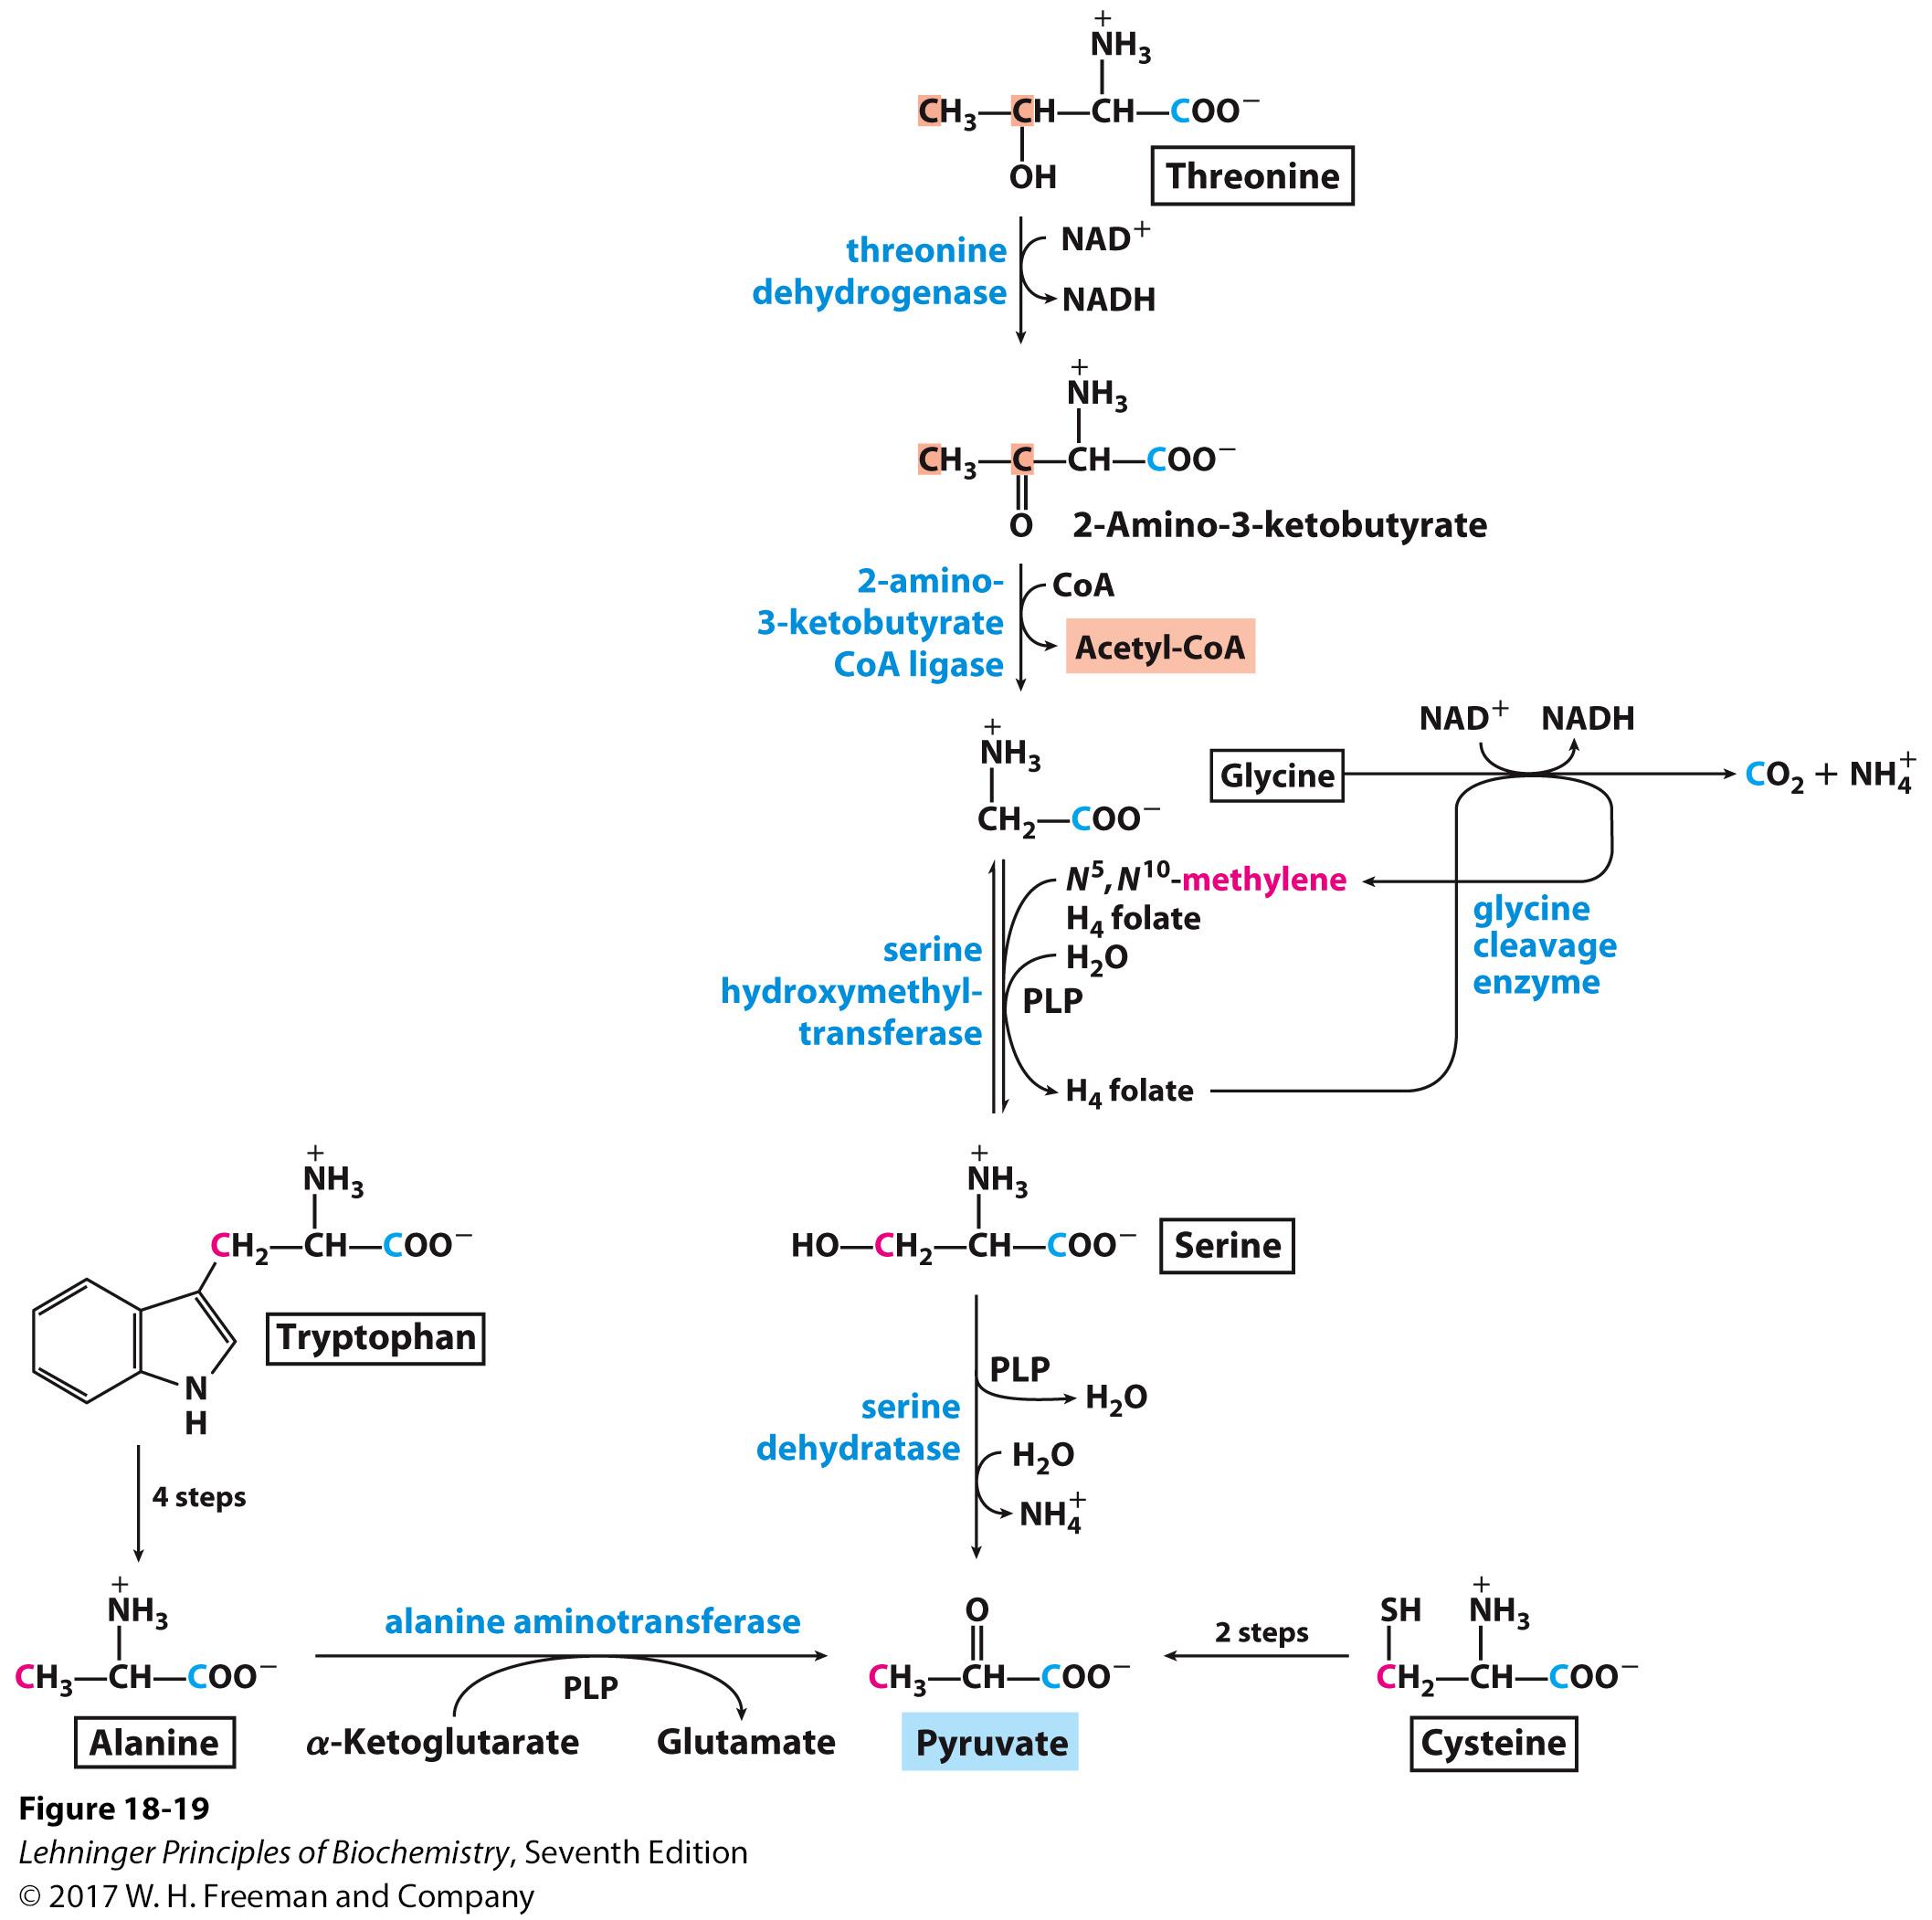 +
NH3
CH3—CH—CH—COO−
OH
Threonine
threonine
dehydrogenase
NAD+
NADH
+
NH3
CH3—C—CH—COO−
O
2-Amino-3-ketobutyrate
2-amino-
3-ketobutyrate
CoA ligase
CoA
Acetyl-CoA
+
NH3
CH2—COO−
Glycine
NAD+ NADH
CO2 + NH4+
N5, N10-methylene
H4 folate
H2O
PLP
H4 folate
serine
hydroxymethyl-
transferase
glycine
cleavage
enzyme
+
NH3
CH2—CH—COO−
N
H
Tryptophan
4 steps
+
NH3
HO—CH2—CH—COO−
Serine
serine
dehydratase
PLP
H2O
H2O
NH4+
+
NH3
CH3—CH—COO−
Alanine
alanine aminotransferase
PLP
α-Ketoglutarate Glutamate
O
CH3—CH—COO−
Pyruvate
2 steps
+
SH NH3
CH2—CH—COO−
Cysteine
Figure 18-19
Lehninger Principles of Biochemistry, Seventh Edition
© 2017 W. H. Freeman and Company